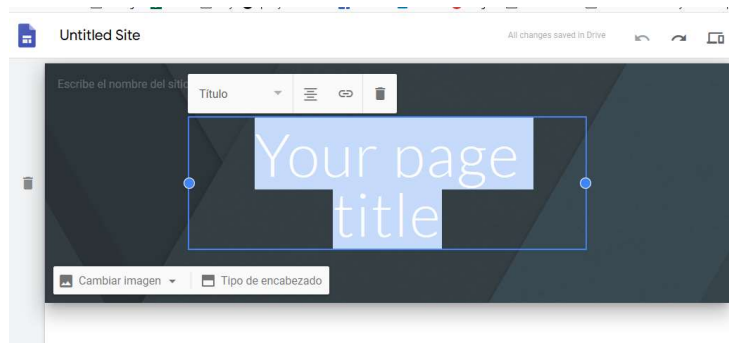 Untitled Site
All changes saved in Drive
Escribe el nombre del sitio
Título
Your page
title
Cambiar imagen
Tipo de encabezado